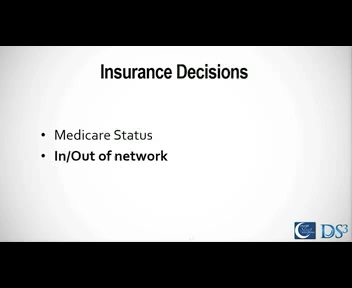 Insurance Decisions
• Medicare Status
• In/Out of network
DS³